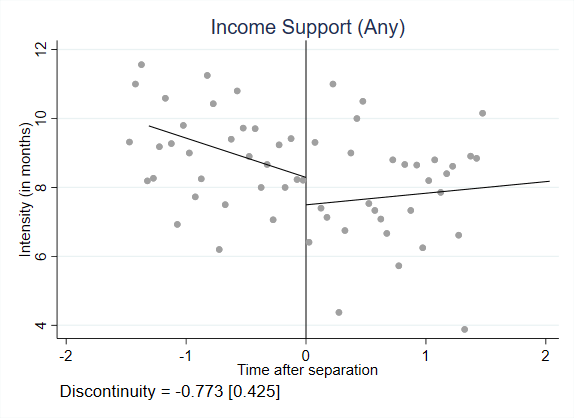 Income Support (Any)
Intensity (in months)
12
10
8
6
4
-2 -1 0 1 2
Time after separation
Discontinuity = -0.773 [0.425]